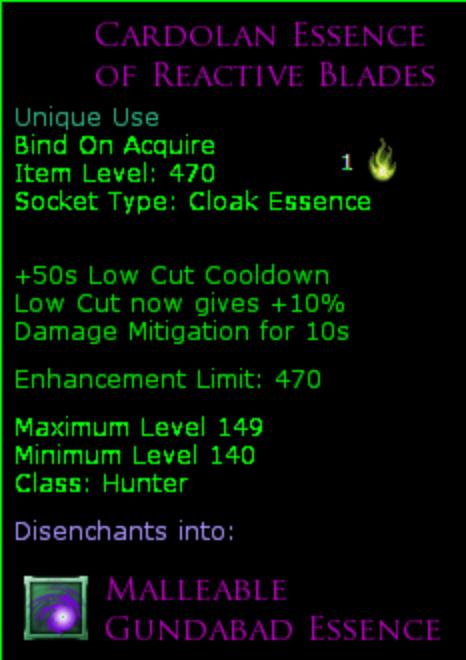 Cardolan Essence
of Reactive Blades
Unique Use
Bind On Acquire
1
Item Level: 470
Socket Type: Cloak Essence
+50s Low Cut Cooldown
Low Cut now gives +10%
Damage Mitigation for 10s
Enhancement Limit: 470
Maximum Level 149
Minimum Level 140
Class: Hunter
Disenchants into:
Malleable
Gundabad Essence